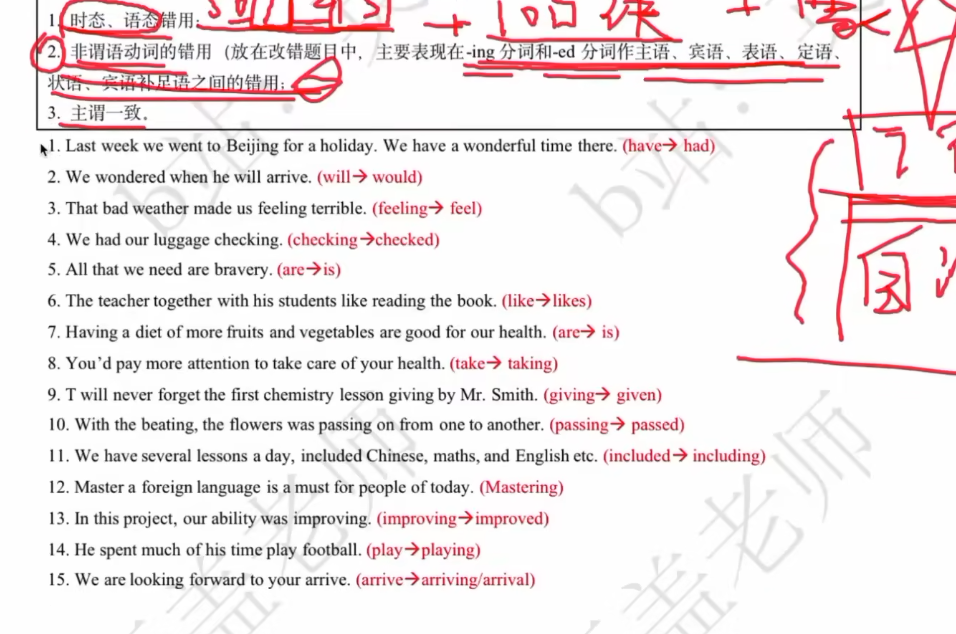 1. 时态、语态错用；
2. 非谓语动词的错用（放在改错题目中，主要表现在-ing 分词和-ed 分词作主语、宾语、表语、定语、
状语、宾语补足语之间的错用；
3. 主谓一致。
1. Last week we went to Beijing for a holiday. We have a wonderful time there. (have→ had)
2. We wondered when he will arrive. (will→ would)
3. That bad weather made us feeling terrible. (feeling→ feel)
4. We had our luggage checking. (checking→checked)
5. All that we need are bravery. (are→is)
6. The teacher together with his students like reading the book. (like→likes)
7. Having a diet of more fruits and vegetables are good for our health. (are→ is)
8. You’d pay more attention to take care of your health. (take→ taking)
9. T will never forget the first chemistry lesson giving by Mr. Smith. (giving→ given)
10. With the beating, the flowers was passing on from one to another. (passing→ passed)
11. We have several lessons a day, included Chinese, maths, and English etc. (included→ including)
12. Master a foreign language is a must for people of today. (Mastering)
13. In this project, our ability was improving. (improving→improved)
14. He spent much of his time play football. (play→playing)
15. We are looking forward to your arrive. (arrive→arriving/arrival)